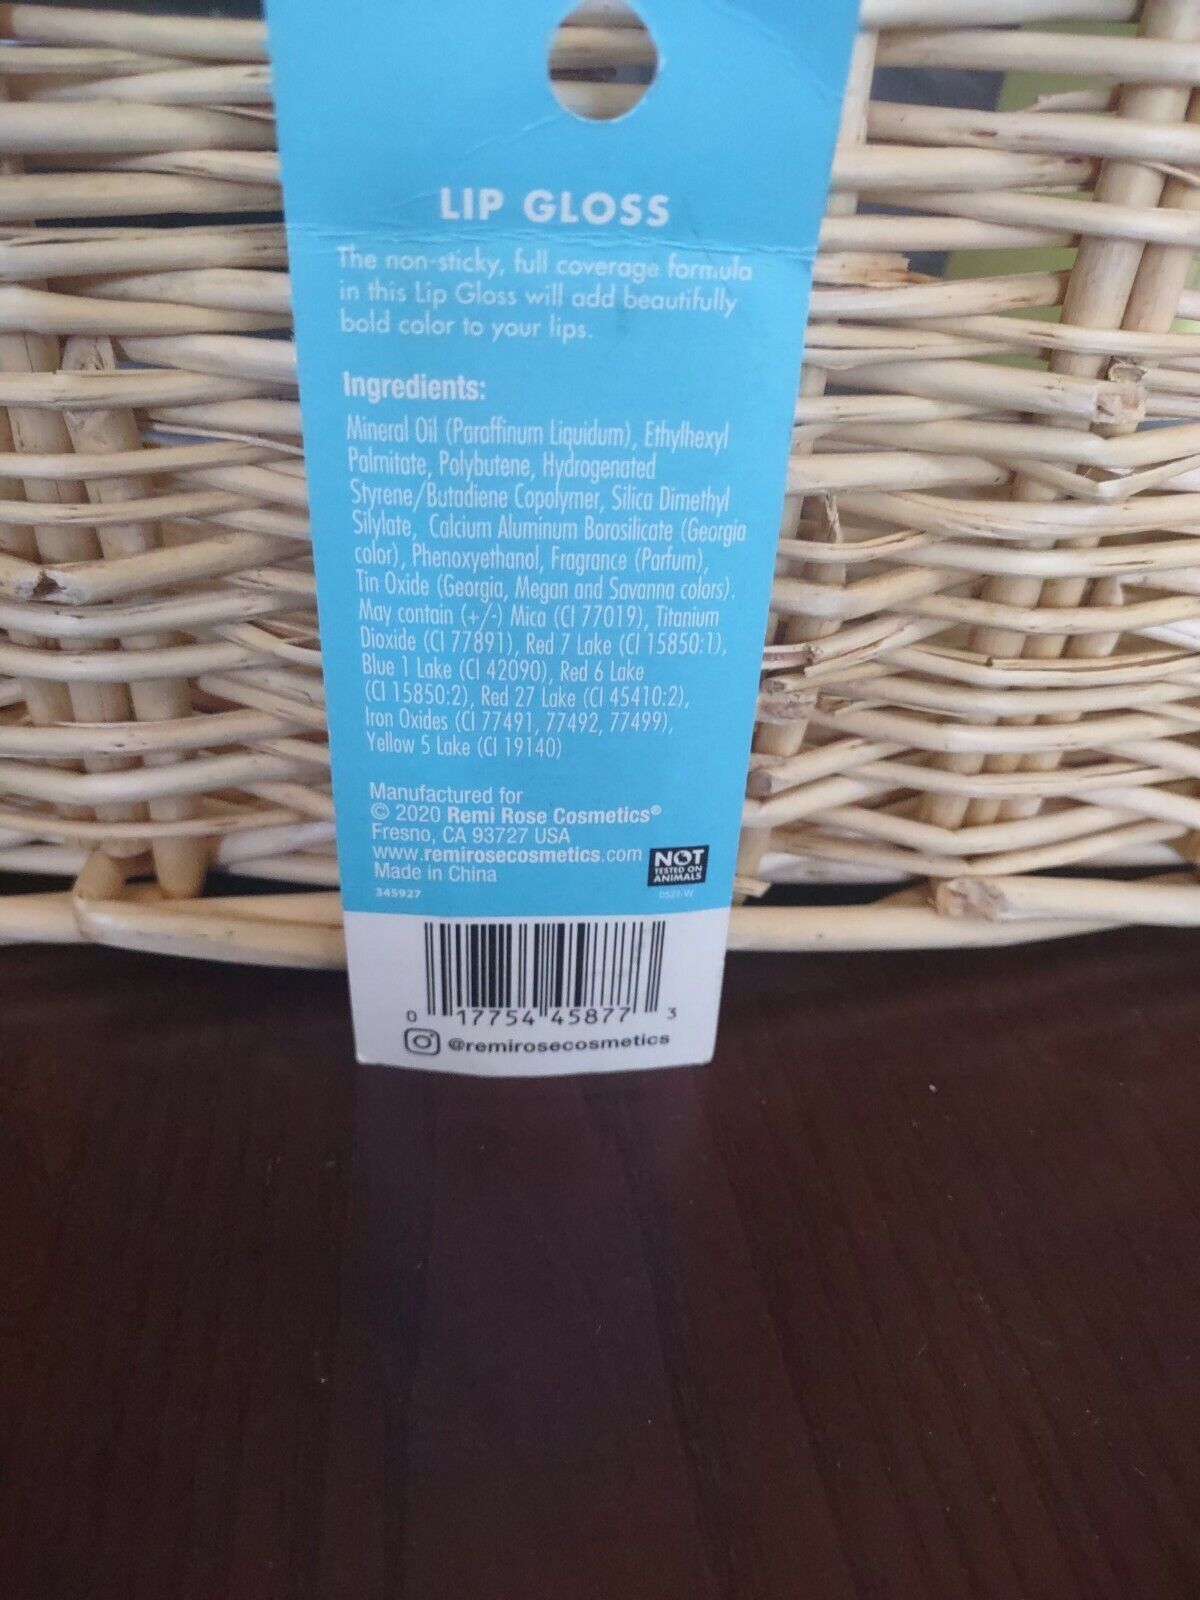 LIP GLOSS
The non-sticky, full coverage formula
in this Lip Gloss will add beautifully
bold color to your lips.
Ingredients:
Mineral Oil (Paraffinum Liquidum), Ethylhexyl
Palmitate, Polybutene, Hydrogenated
Styrene/Butadiene Copolymer, Silica Dimethyl
Silylate, Calcium Aluminum Borosilicate (Georgia
color), Phenoxyethanol, Fragrance (Parfum),
Tin Oxide (Georgia, Megan and Savanna colors).
May contain (+/-) Mica (CI 77019), Titanium
Dioxide (CI 77891), Red 7 Lake (CI 15850:1),
Blue 1 Lake (CI 42090), Red 6 Lake
(CI 15850:2), Red 27 Lake (CI 45410:2),
Iron Oxides (CI 77491, 77492, 77499),
Yellow 5 Lake (CI 19140)
Manufactured for
© 2020 Remi Rose Cosmetics®
Fresno, CA 93727 USA
www.remirosecosmetics.com
Made in China
NOT
TESTED ON
ANIMALS
345927
0521-W
0 17754 45877 3
@remirosecosmetics